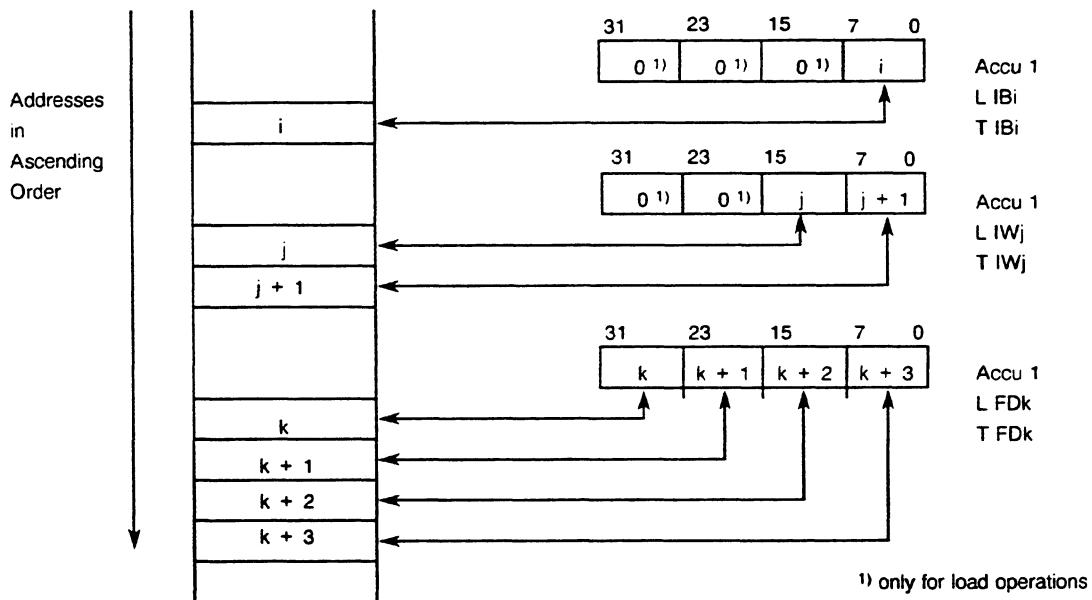 Addresses
in
Ascending
Order
i
j
j + 1
k
k + 1
k + 2
k + 3
31 23 15 7 0
0 1) 0 1) 0 1) i
Accu 1
L IBi
T IBi
31 23 15 7 0
0 1) 0 1) j j + 1
Accu 1
L IWj
T IWj
31 23 15 7 0
k k + 1 k + 2 k + 3
Accu 1
L FDk
T FDk
1) only for load operations